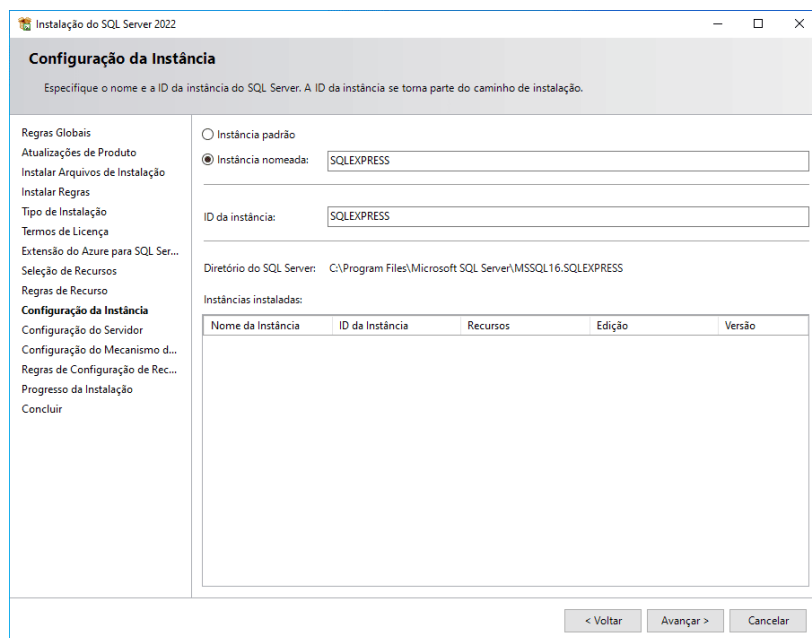 Instalação do SQL Server 2022
Configuração da Instância
Especifique o nome e a ID da instância do SQL Server. A ID da instância se torna parte do caminho de instalação.
Regras Globais
Atualizações de Produto
Instalar Arquivos de Instalação
Instalar Regras
Tipo de Instalação
Termos de Licença
Extensão do Azure para SQL Ser...
Seleção de Recursos
Regras de Recurso
Configuração da Instância
Configuração do Servidor
Configuração do Mecanismo d...
Regras de Configuração de Rec...
Progresso da Instalação
Concluir
Instância padrão
Instância nomeada: SQLEXPRESS
ID da instância: SQLEXPRESS
Diretório do SQL Server: C:\Program Files\Microsoft SQL Server\MSSQL16.SQLEXPRESS
Instâncias instaladas:
Nome da Instância ID da Instância Recursos Edição Versão
< Voltar Avançar > Cancelar